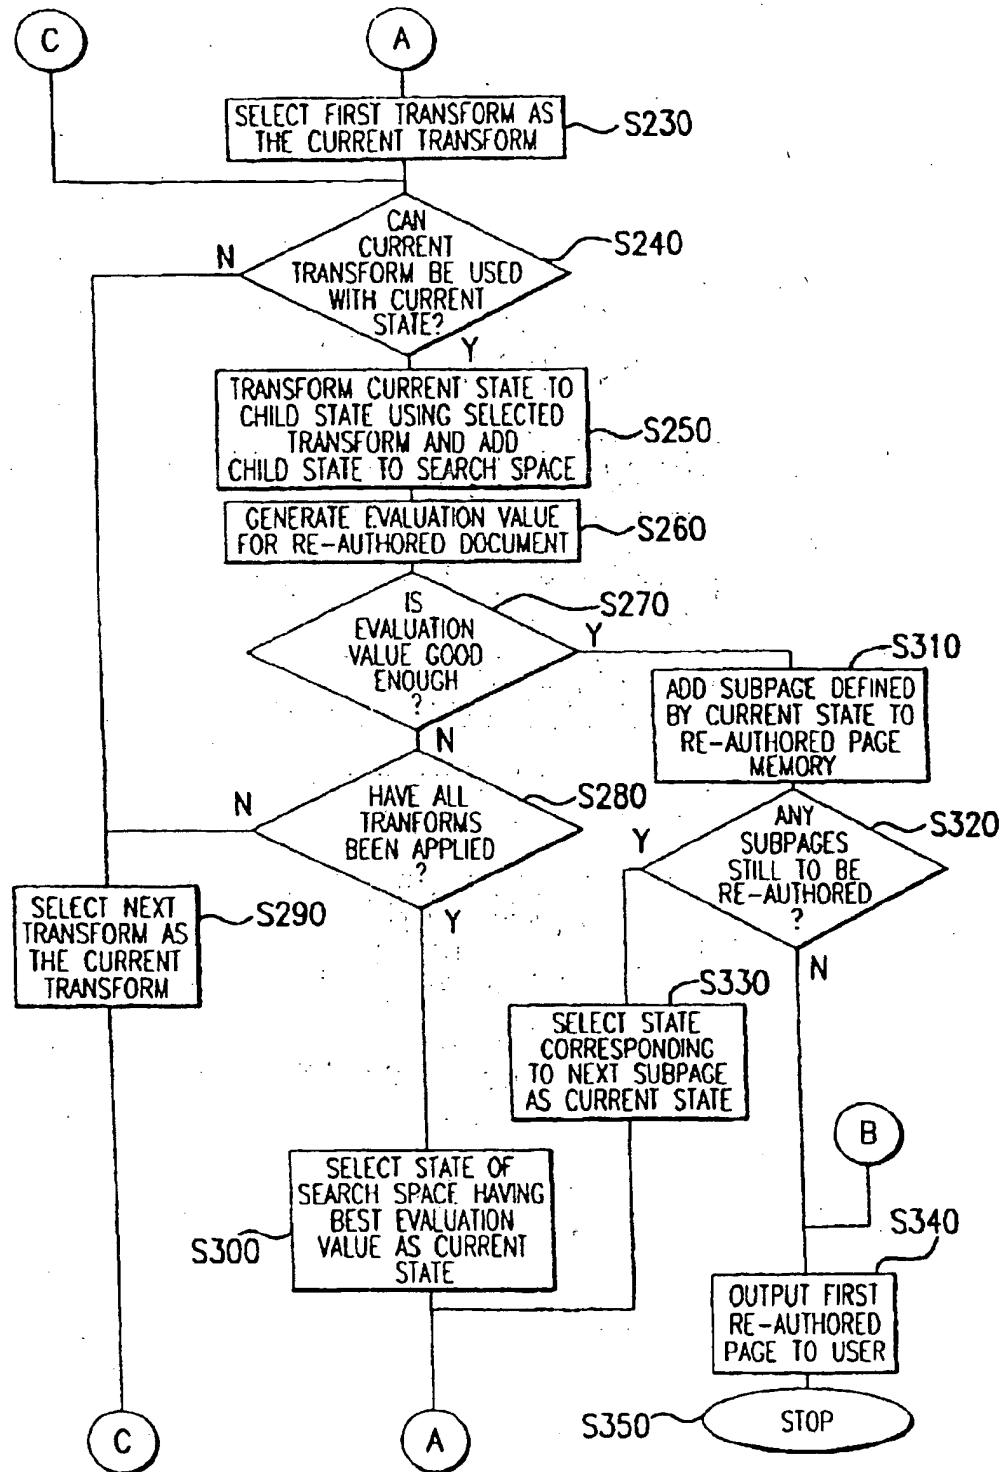 C
A
SELECT FIRST TRANSFORM AS
THE CURRENT TRANSFORM
S230
CAN
CURRENT
TRANSFORM BE USED
WITH CURRENT
STATE?
S240
N
Y
TRANSFORM CURRENT STATE TO
CHILD STATE USING SELECTED
TRANSFORM AND ADD
CHILD STATE TO SEARCH SPACE
S250
GENERATE EVALUATION VALUE
FOR RE-AUTHORED DOCUMENT
S260
IS
EVALUATION
VALUE GOOD
ENOUGH
?
S270
Y
N
S310
ADD SUBPAGE DEFINED
BY CURRENT STATE TO
RE-AUTHORED PAGE
MEMORY
HAVE ALL
TRANFORMS
BEEN APPLIED
?
S280
N
Y
ANY
SUBPAGES
STILL TO BE
RE-AUTHORED
?
S320
Y
N
SELECT NEXT
TRANSFORM AS
THE CURRENT
TRANSFORM
S290
S330
SELECT STATE
CORRESPONDING
TO NEXT SUBPAGE
AS CURRENT STATE
B
SELECT STATE OF
SEARCH SPACE HAVING
BEST EVALUATION
VALUE AS CURRENT
STATE
S300
S340
OUTPUT FIRST
RE-AUTHORED
PAGE TO USER
S350
STOP
C
A